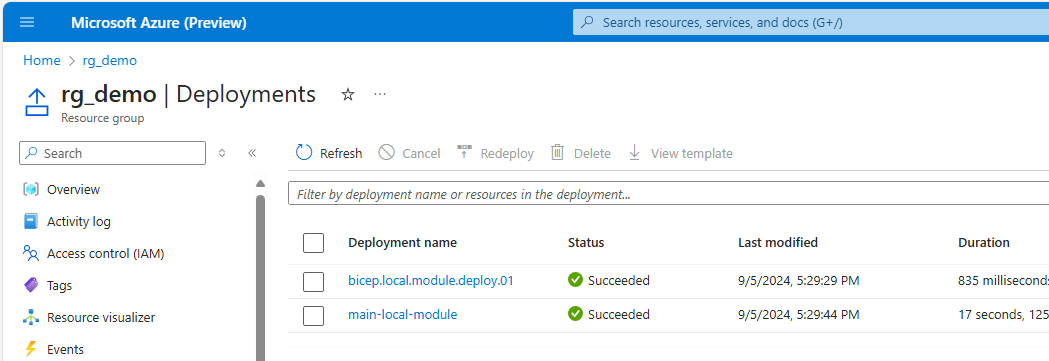 Microsoft Azure (Preview)
Search resources, services, and docs (G+/)
Home > rg_demo
rg_demo | Deployments
Resource group
Search
Refresh Cancel Redeploy Delete View template
Filter by deployment name or resources in the deployment...
Overview
Activity log
Access control (IAM)
Tags
Resource visualizer
Events
Deployment name Status Last modified Duration
bicep.local.module.deploy.01 Succeeded 9/5/2024, 5:29:29 PM 835 milliseconds
main-local-module Succeeded 9/5/2024, 5:29:44 PM 17 seconds, 125